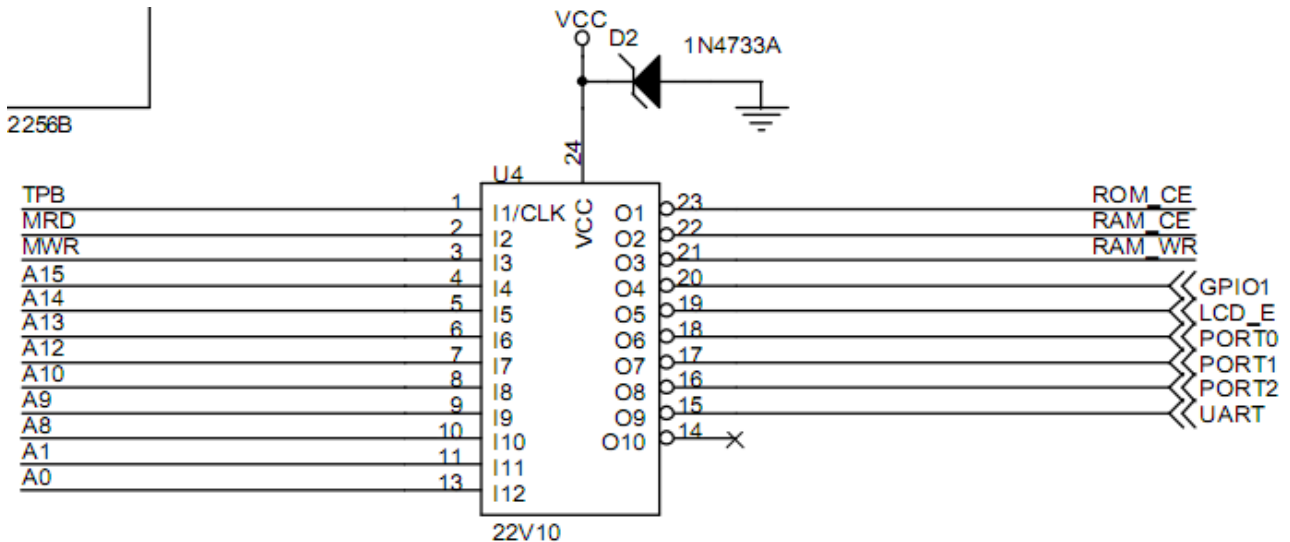 VCC
D2
1N4733A
2256B
24
U4
TPB 1 I1/CLK VCC O1 23 ROM_CE
MRD 2 I2 O2 22 RAM_CE
MWR 3 I3 O3 21 RAM_WR
A15 4 I4 O4 20 GPIO1
A14 5 I5 O5 19 LCD_E
A13 6 I6 O6 18 PORT0
A12 7 I7 O7 17 PORT1
A10 8 I8 O8 16 PORT2
A9 9 I9 O9 15 UART
A8 10 I10 O10 14
A1 11 I11
A0 13 I12
22V10